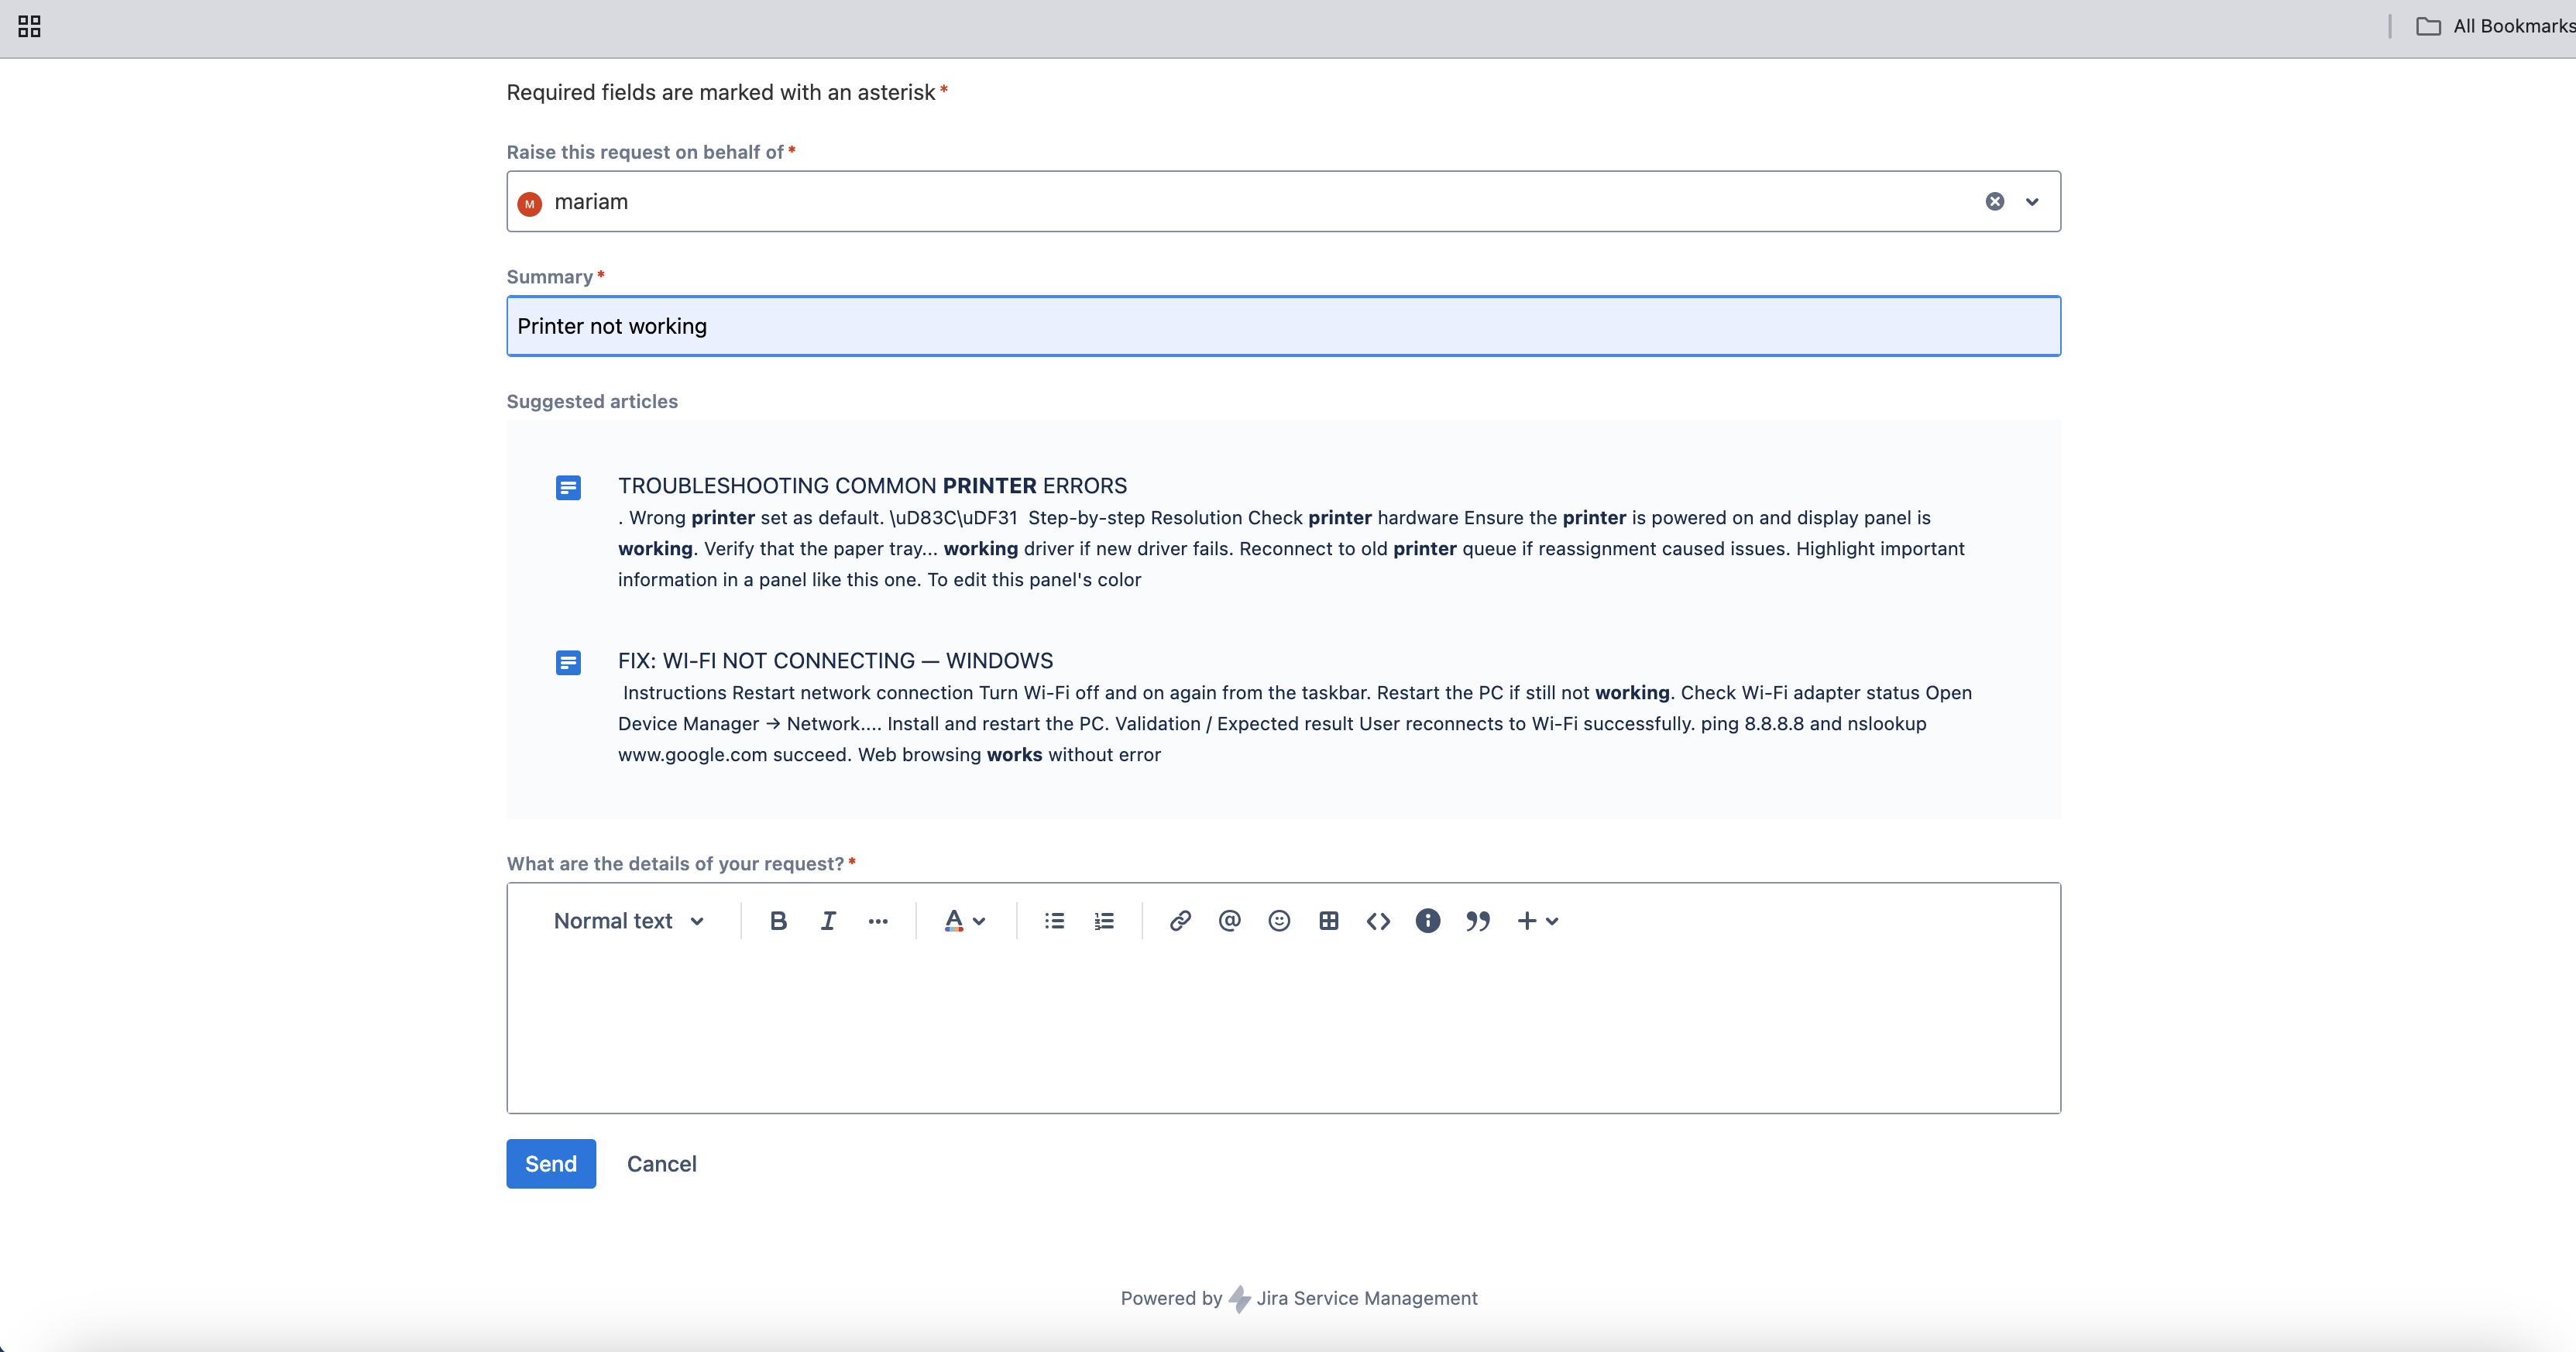 All Bookmarks
Required fields are marked with an asterisk*
Raise this request on behalf of*
M mariam
Summary*
Printer not working
Suggested articles
TROUBLESHOOTING COMMON PRINTER ERRORS
. Wrong printer set as default. \uD83C\uDF31 Step-by-step Resolution Check printer hardware Ensure the printer is powered on and display panel is
working. Verify that the paper tray... working driver if new driver fails. Reconnect to old printer queue if reassignment caused issues. Highlight important
information in a panel like this one. To edit this panel's color
FIX: WI-FI NOT CONNECTING — WINDOWS
Instructions Restart network connection Turn Wi-Fi off and on again from the taskbar. Restart the PC if still not working. Check Wi-Fi adapter status Open
Device Manager → Network.... Install and restart the PC. Validation / Expected result User reconnects to Wi-Fi successfully. ping 8.8.8.8 and nslookup
www.google.com succeed. Web browsing works without error
What are the details of your request?*
Normal text
Send Cancel
Powered by Jira Service Management